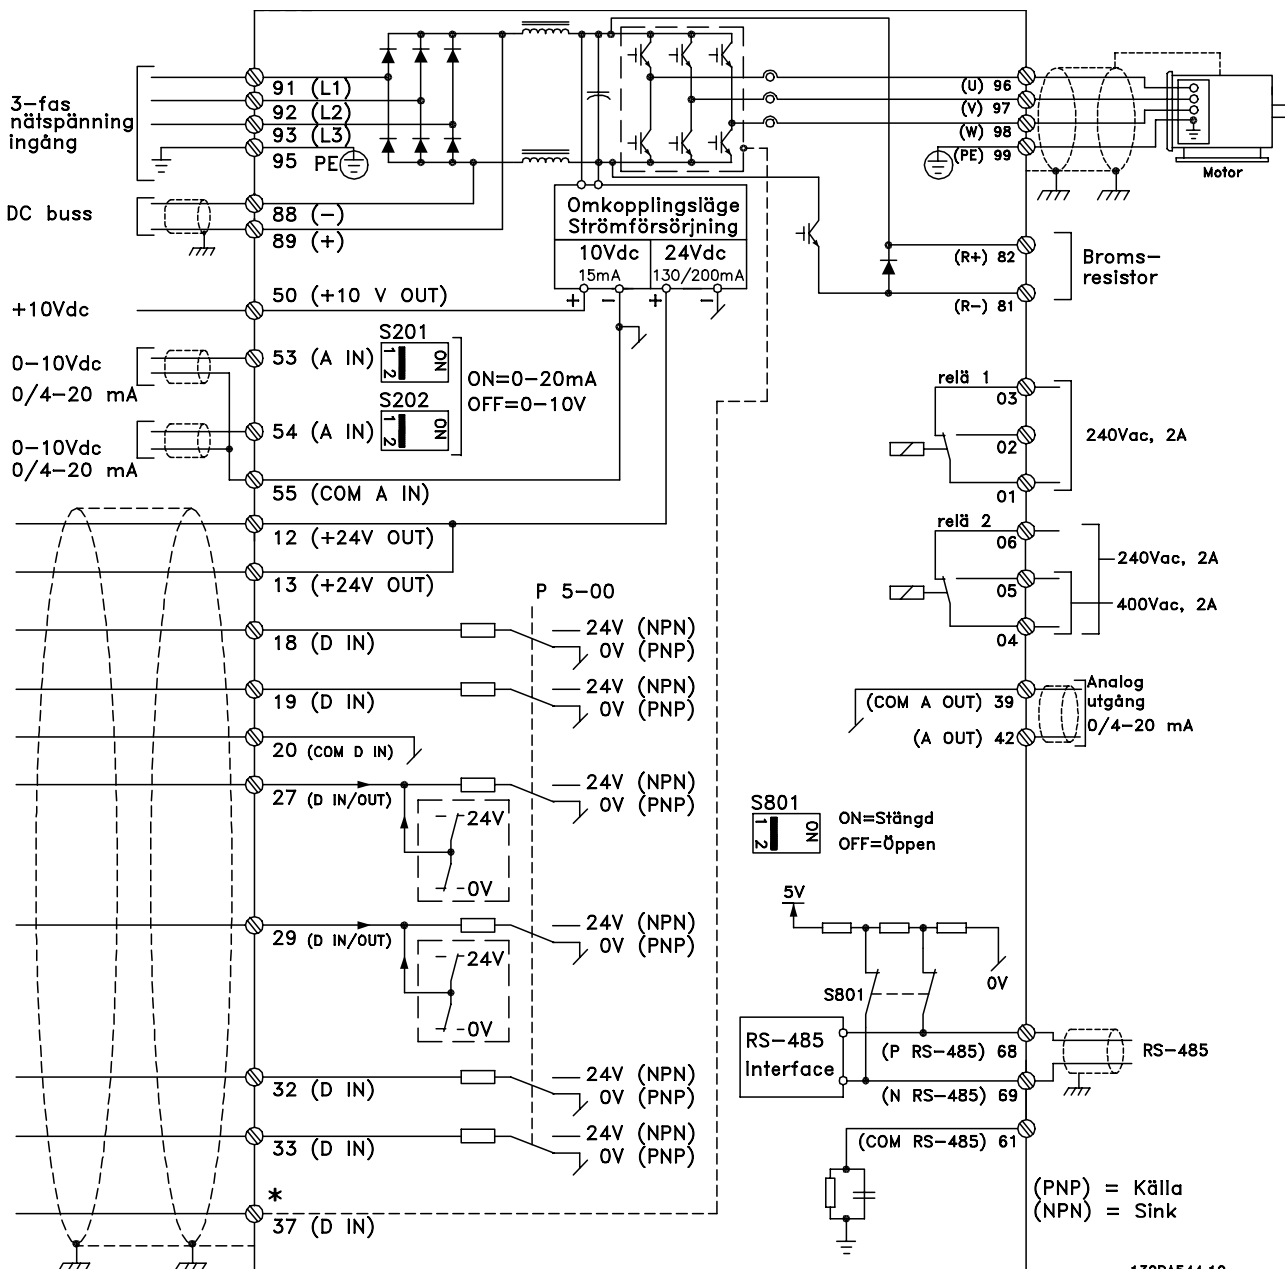 3-fas
nätspänning
ingång
91 (L1)
92 (L2)
93 (L3)
95 PE
DC buss
88 (-)
89 (+)
+10Vdc
50 (+10 V OUT)
0-10Vdc
0/4-20 mA
53 (A IN)
S201
1
2
ON
0-10Vdc
0/4-20 mA
54 (A IN)
S202
1
2
ON
ON=0-20mA
OFF=0-10V
55 (COM A IN)
12 (+24V OUT)
13 (+24V OUT)
P 5-00
18 (D IN)
24V (NPN)
0V (PNP)
19 (D IN)
24V (NPN)
0V (PNP)
20 (COM D IN)
27 (D IN/OUT)
24V (NPN)
0V (PNP)
24V
0V
29 (D IN/OUT)
24V (NPN)
0V (PNP)
24V
0V
32 (D IN)
24V (NPN)
0V (PNP)
33 (D IN)
24V (NPN)
0V (PNP)
*
37 (D IN)
Omkopplingsläge
Strömförsörjning
10Vdc
15mA
24Vdc
130/200mA
+ - + -
(U) 96
(V) 97
(W) 98
(PE) 99
Motor
(R+) 82
(R-) 81
Broms-
resistor
relä 1
03
02
01
240Vac, 2A
relä 2
06
05
04
240Vac, 2A
400Vac, 2A
(COM A OUT) 39
(A OUT) 42
Analog
utgång
0/4-20 mA
S801
1
2
ON
ON=Stängd
OFF=Öppen
5V
S801
0V
RS-485
Interface
(P RS-485) 68
(N RS-485) 69
(COM RS-485) 61
RS-485
(PNP) = Källa
(NPN) = Sink